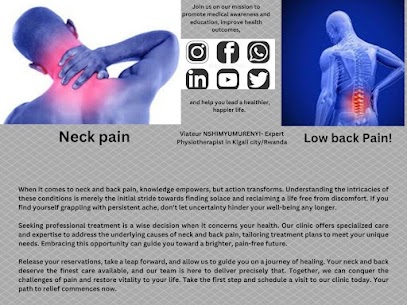 Join us on our mission to
promote medical awareness and
education, improve health
outcomes,
and help you lead a healthier,
happier life.
Neck pain
Viateur NSHIMYUMURENYI- Expert
Physiotherapist in Kigali city/Rwanda
Low back Pain!
When it comes to neck and back pain, knowledge empowers, but action transforms. Understanding the intricacies of
these conditions is merely the initial stride towards finding solace and reclaiming a life free from discomfort. If you
find yourself grappling with persistent ache, don't let uncertainty hinder your well-being any longer.
Seeking professional treatment is a wise decision when it concerns your health. Our clinic offers specialized care
and expertise to address the underlying causes of neck and back pain, tailoring treatment plans to meet your unique
needs. Embracing this opportunity can guide you toward a brighter, pain-free future.
Release your reservations, take a leap forward, and allow us to guide you on a journey of healing. Your neck and back
deserve the finest care available, and our team is here to deliver precisely that. Together, we can conquer the
challenges of pain and restore vitality to your life. Take the first step and schedule a visit to our clinic today. Your
path to relief commences now.